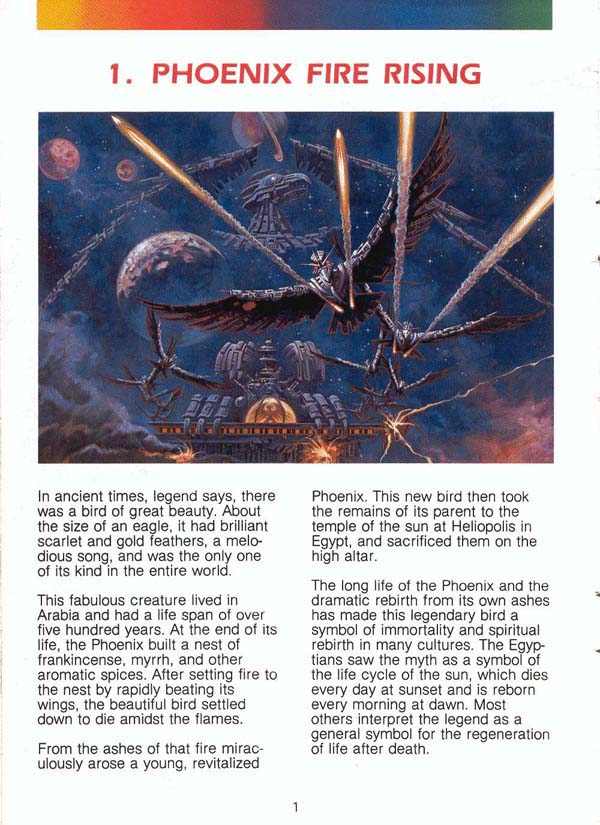 1. PHOENIX FIRE RISING
In ancient times, legend says, there
was a bird of great beauty. About
the size of an eagle, it had brilliant
scarlet and gold feathers, a melo-
dious song, and was the only one
of its kind in the entire world.
This fabulous creature lived in
Arabia and had a life span of over
five hundred years. At the end of its
life, the Phoenix built a nest of
frankincense, myrrh, and other
aromatic spices. After setting fire to
the nest by rapidly beating its
wings, the beautiful bird settled
down to die amidst the flames.
From the ashes of that fire mirac-
ulously arose a young, revitalized
Phoenix. This new bird then took
the remains of its parent to the
temple of the sun at Heliopolis in
Egypt, and sacrificed them on the
high altar.
The long life of the Phoenix and the
dramatic rebirth from its own ashes
has made this legendary bird a
symbol of immortality and spiritual
rebirth in many cultures. The Egyp-
tians saw the myth as a symbol of
the life cycle of the sun, which dies
every day at sunset and is reborn
every morning at dawn. Most
others interpret the legend as a
general symbol for the regeneration
of life after death.
1